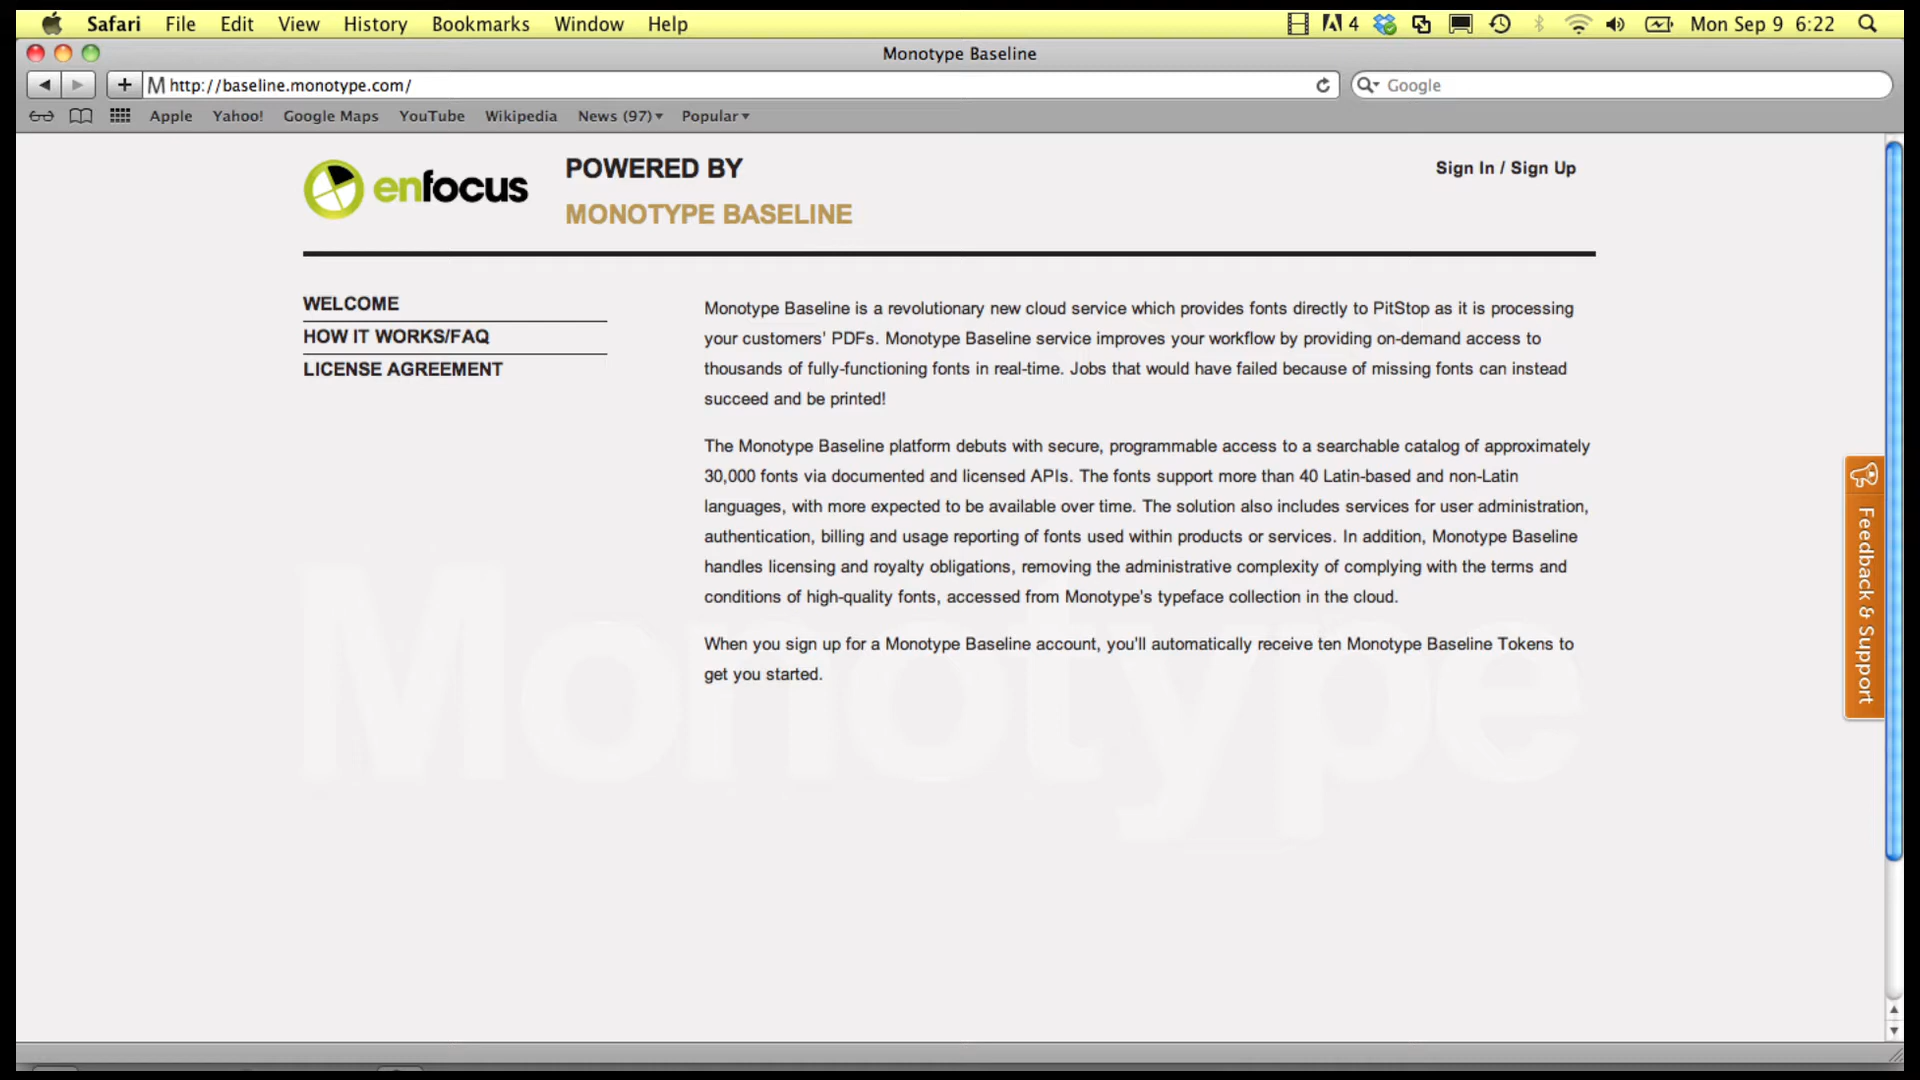 Safari File Edit View History Bookmarks Window Help 4 Mon Sep 9 6:22
Monotype Baseline
M http://baseline.monotype.com/ Google
Apple Yahoo! Google Maps YouTube Wikipedia News (97) Popular
enfocus
POWERED BY
MONOTYPE BASELINE
Sign In / Sign Up
WELCOME
HOW IT WORKS/FAQ
LICENSE AGREEMENT
Monotype Baseline is a revolutionary new cloud service which provides fonts directly to PitStop as it is processing
your customers' PDFs. Monotype Baseline service improves your workflow by providing on-demand access to
thousands of fully-functioning fonts in real-time. Jobs that would have failed because of missing fonts can instead
succeed and be printed!
The Monotype Baseline platform debuts with secure, programmable access to a searchable catalog of approximately
30,000 fonts via documented and licensed APIs. The fonts support more than 40 Latin-based and non-Latin
languages, with more expected to be available over time. The solution also includes services for user administration,
authentication, billing and usage reporting of fonts used within products or services. In addition, Monotype Baseline
handles licensing and royalty obligations, removing the administrative complexity of complying with the terms and
conditions of high-quality fonts, accessed from Monotype's typeface collection in the cloud.
When you sign up for a Monotype Baseline account, you'll automatically receive ten Monotype Baseline Tokens to
get you started.
Monotype
Feedback & Support